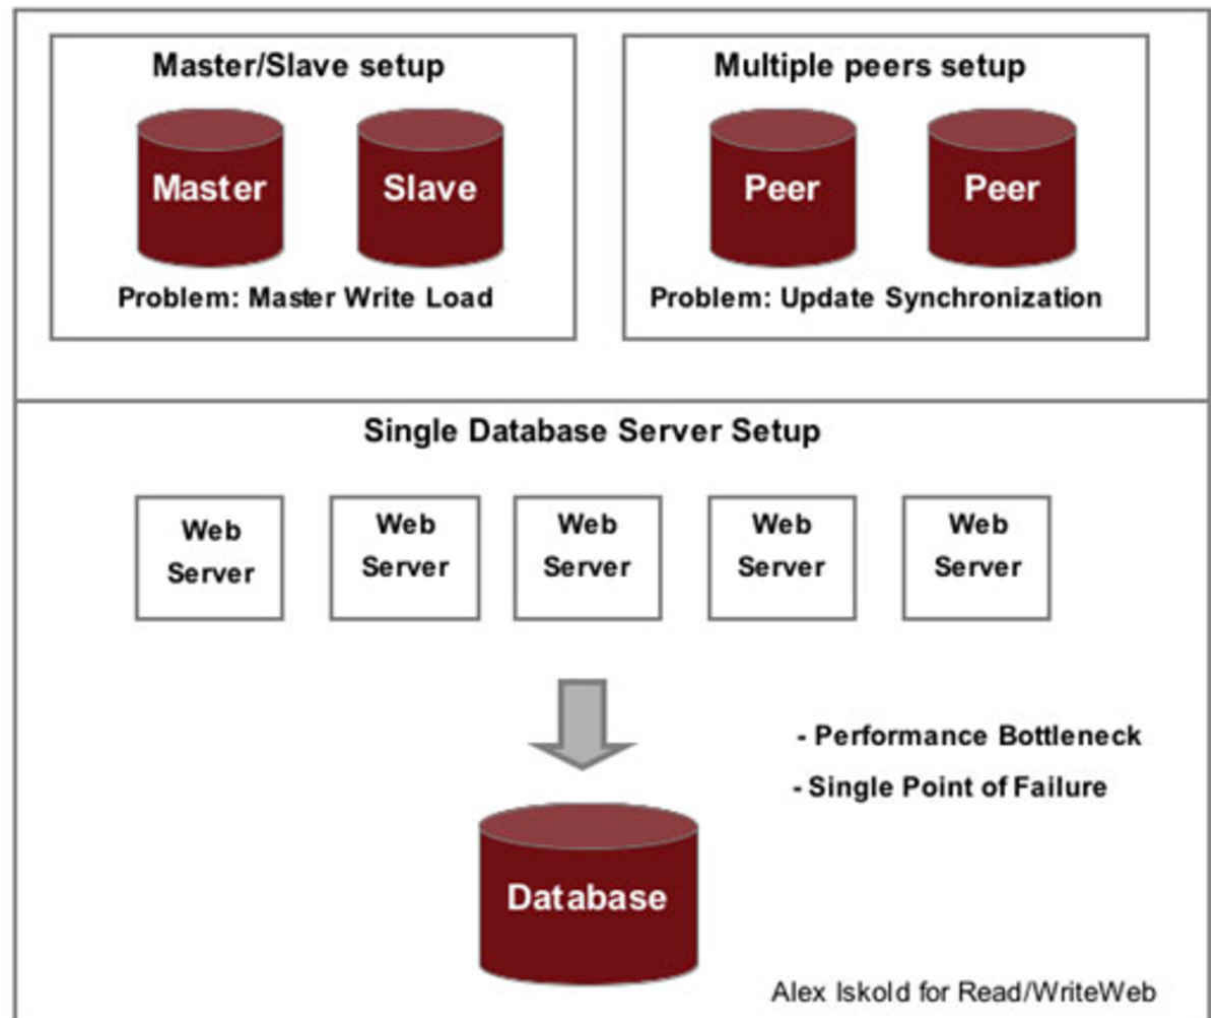 Master/Slave setup
Master
Slave
Problem: Master Write Load
Multiple peers setup
Peer
Peer
Problem: Update Synchronization
Single Database Server Setup
Web
Server
Web
Server
Web
Server
Web
Server
Web
Server
- Performance Bottleneck
- Single Point of Failure
Database
Alex Iskold for Read/WriteWeb